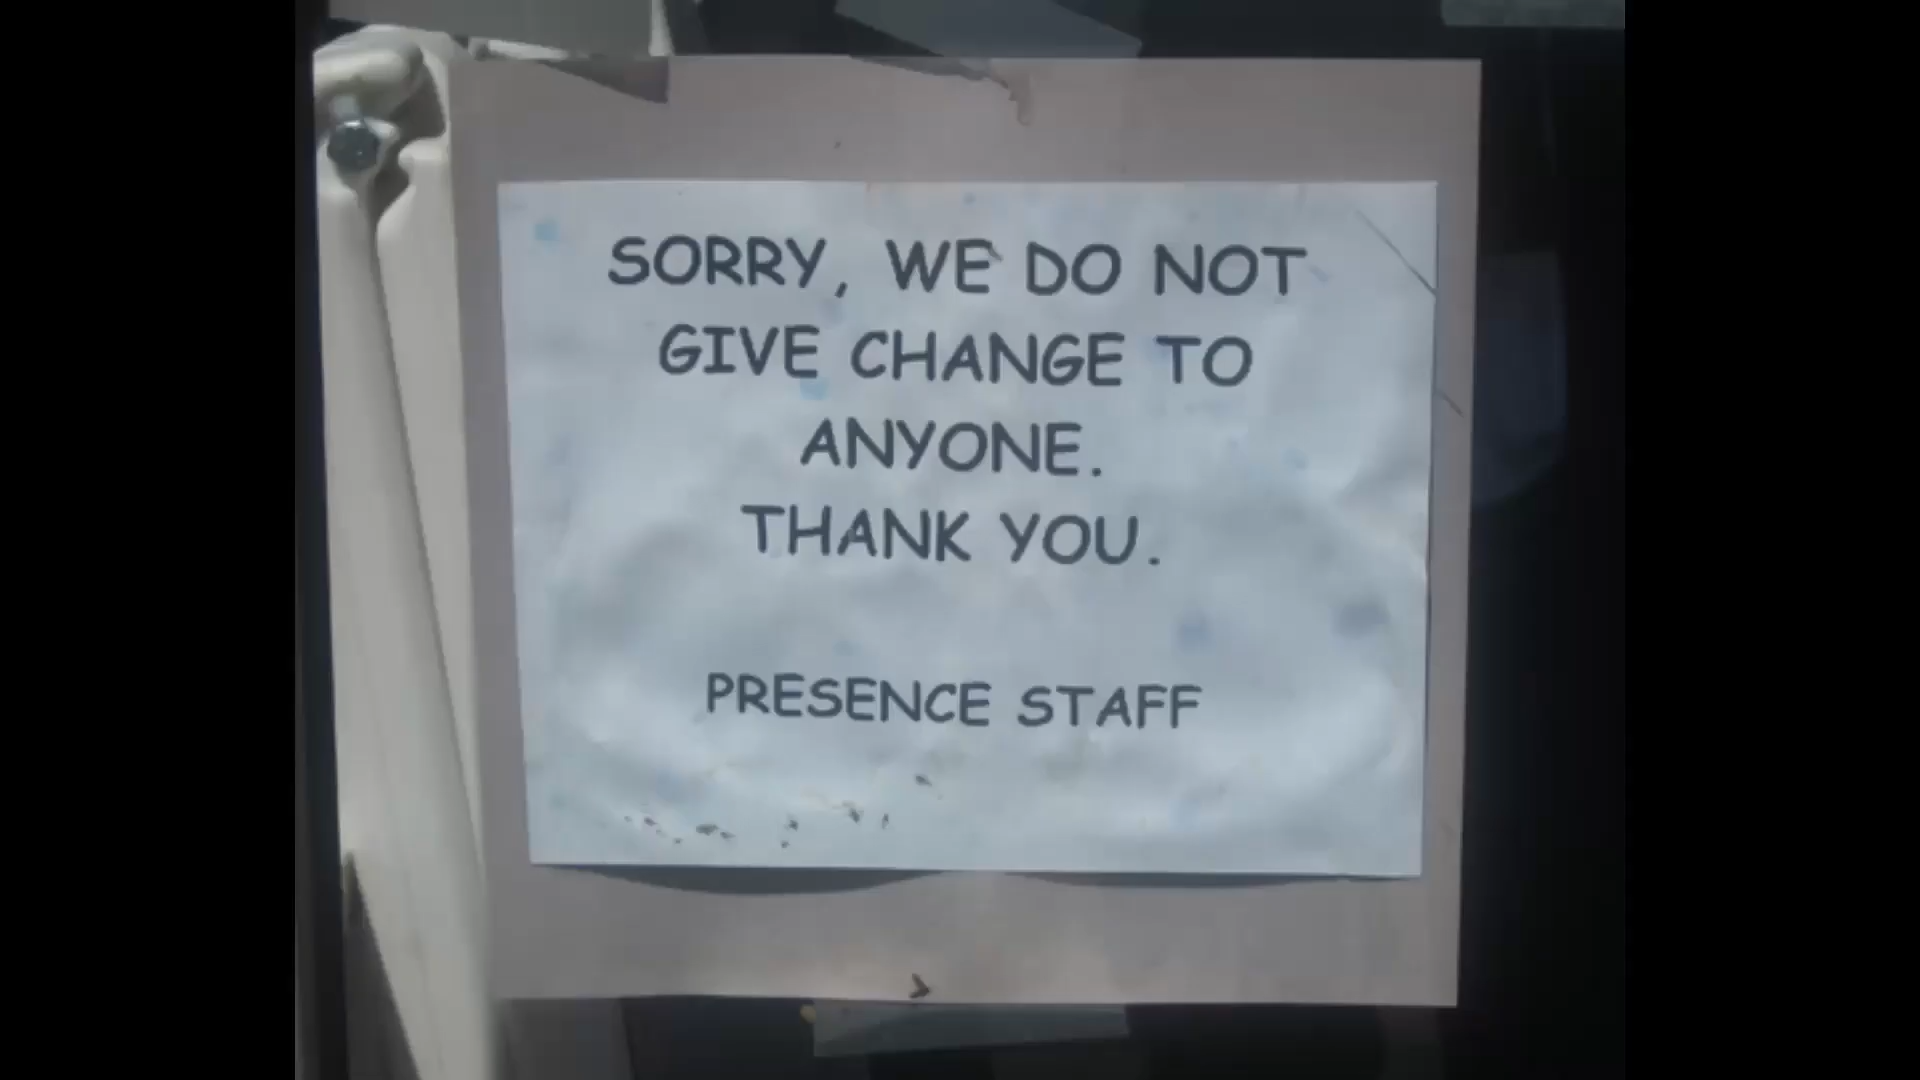 SORRY, WE DO NOT
GIVE CHANGE TO
ANYONE.
THANK YOU.
PRESENCE STAFF